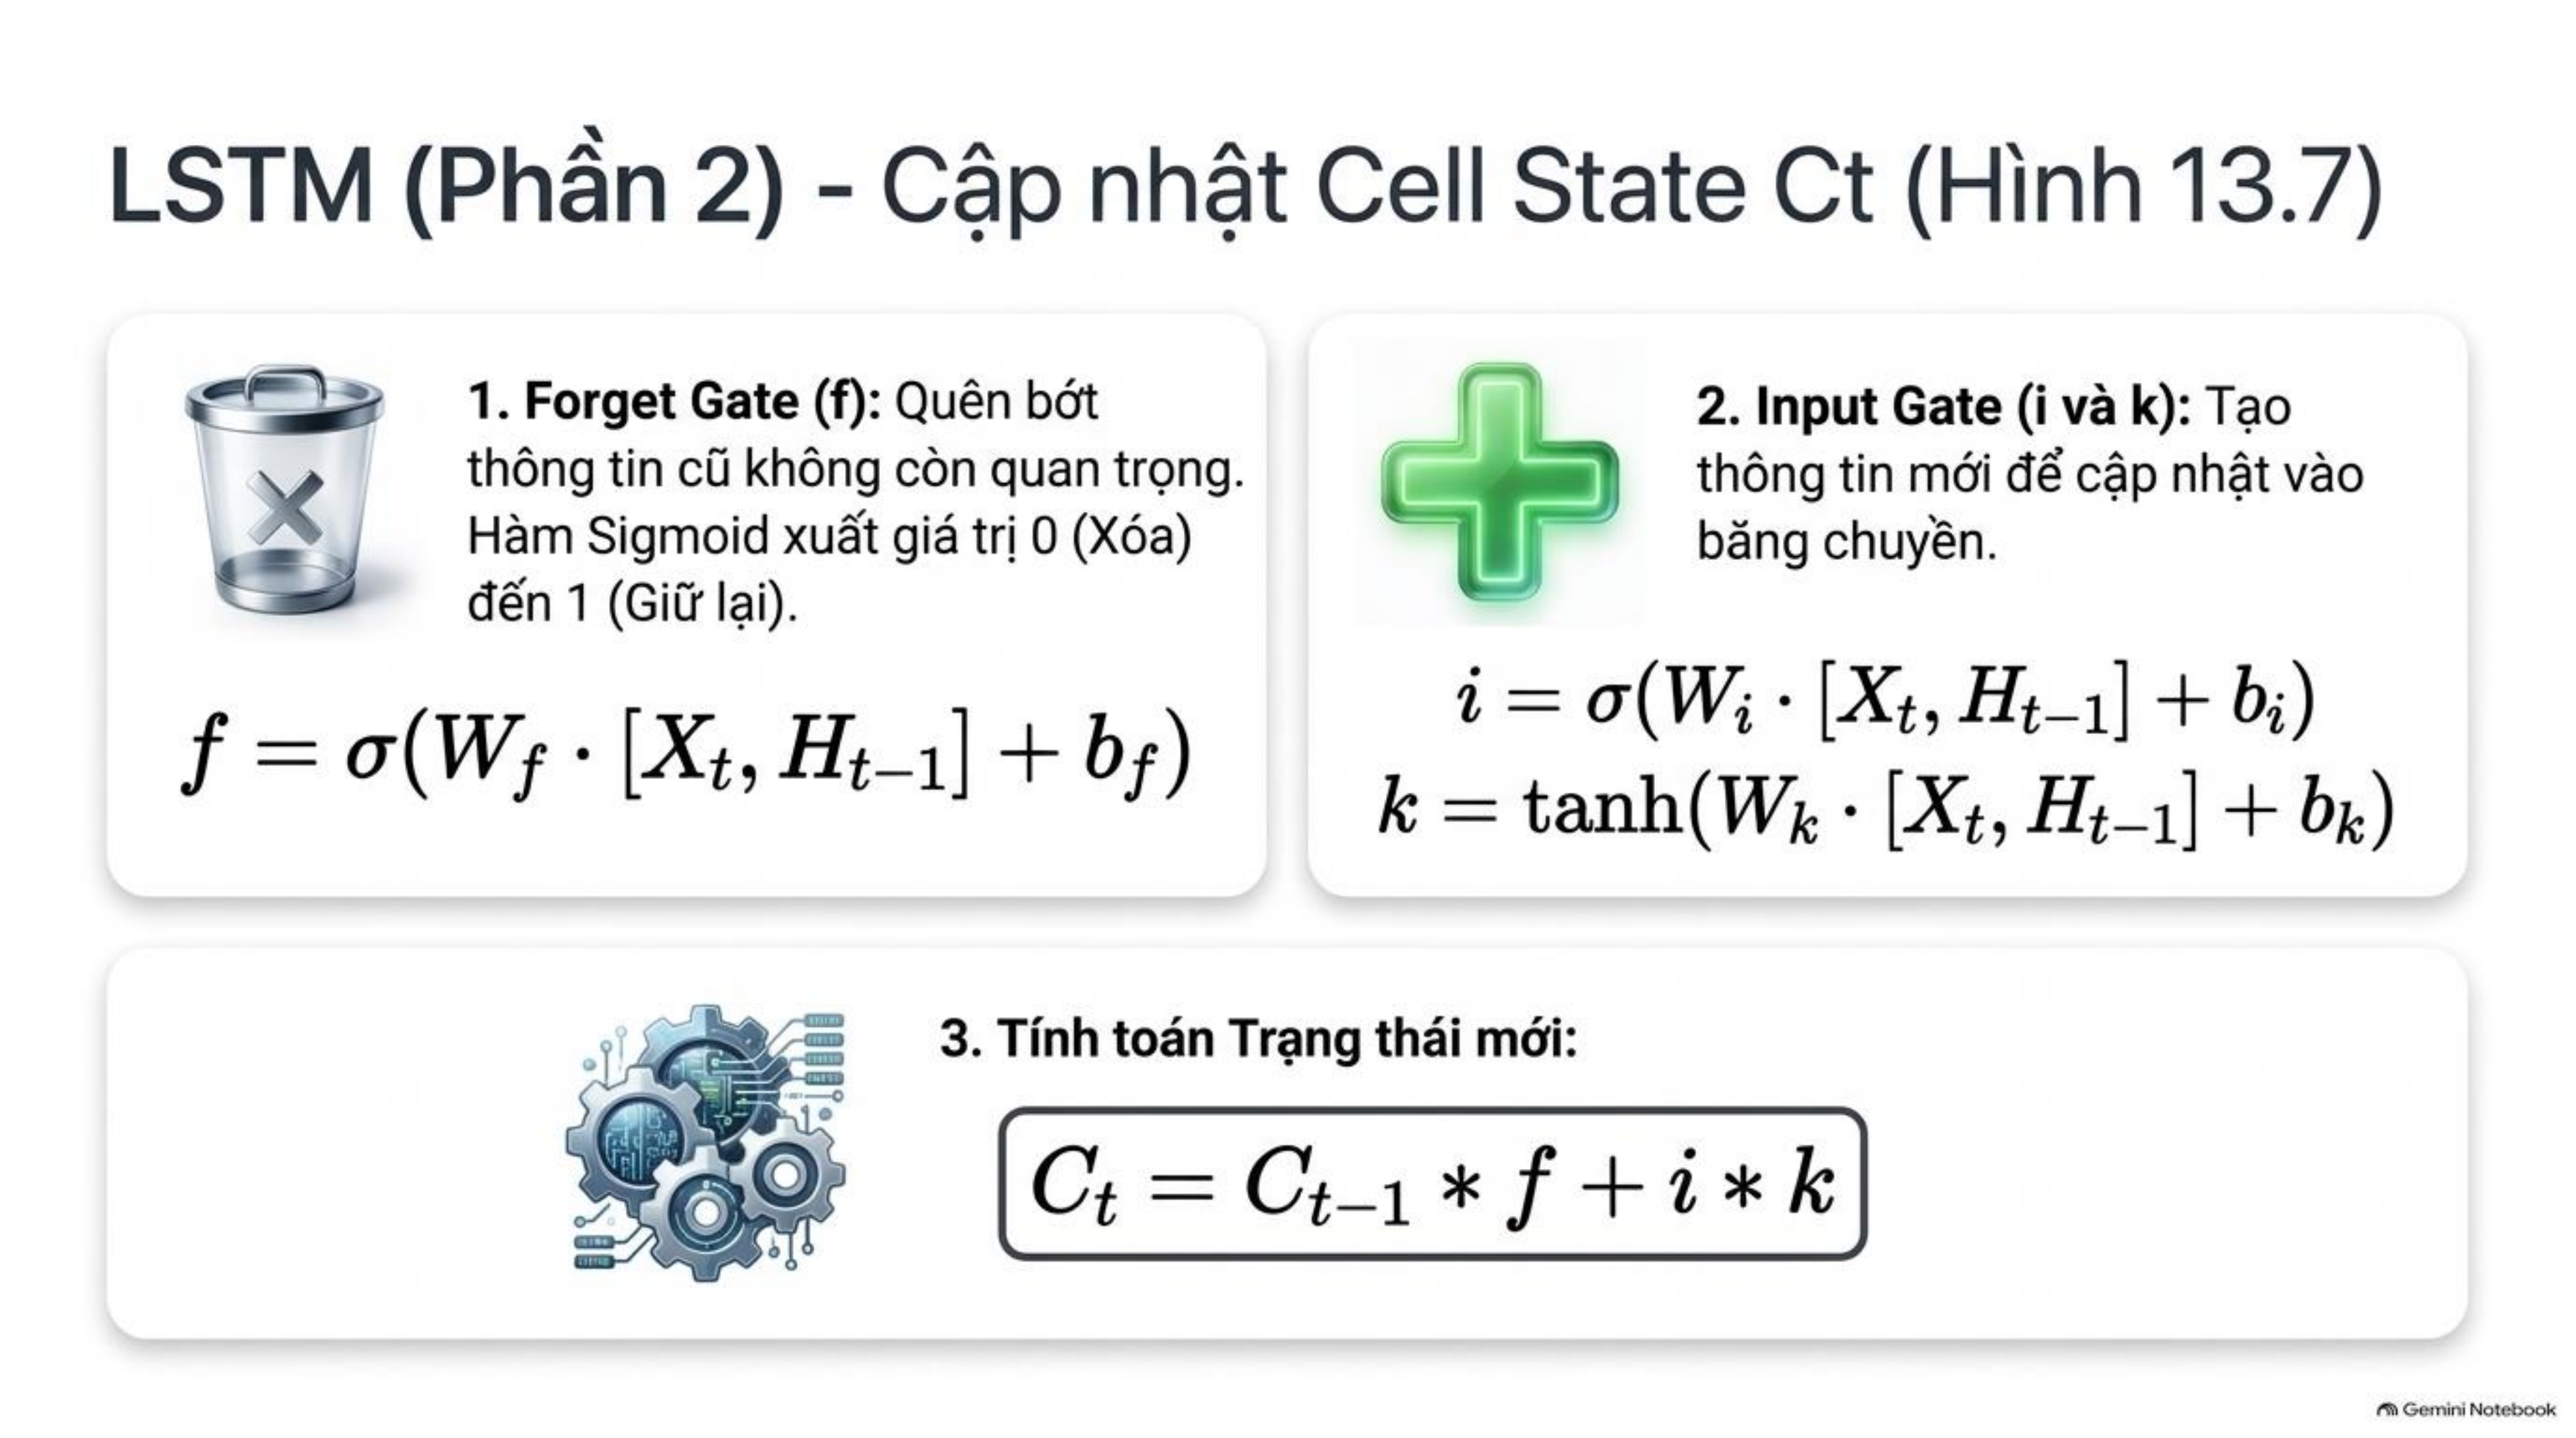 LSTM (Phần 2) - Cập nhật Cell State Ct (Hình 13.7)
1. Forget Gate (f): Quên bớt
thông tin cũ không còn quan trọng.
Hàm Sigmoid xuất giá trị 0 (Xóa)
đến 1 (Giữ lại).
f = σ(W_f · [X_t, H_{t−1}] + b_f)
2. Input Gate (i và k): Tạo
thông tin mới để cập nhật vào
băng chuyền.
i = σ(W_i · [X_t, H_{t−1}] + b_i)
k = tanh(W_k · [X_t, H_{t−1}] + b_k)
3. Tính toán Trạng thái mới:
C_t = C_{t−1} * f + i * k
Gemini Notebook